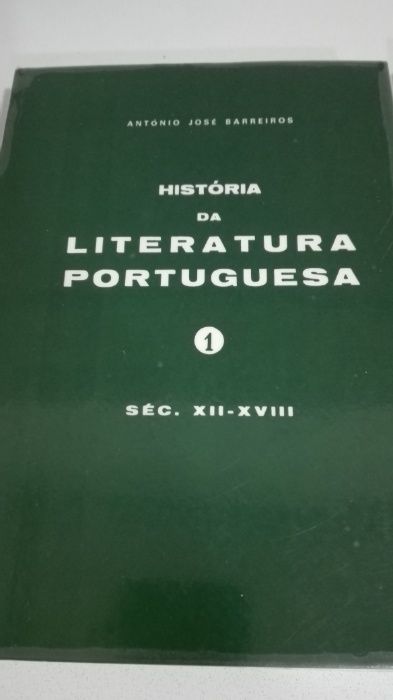 ANTÓNIO JOSÉ BARREIROS
HISTÓRIA
DA
LITERATURA
PORTUGUESA
1
SÉC. XII-XVIII